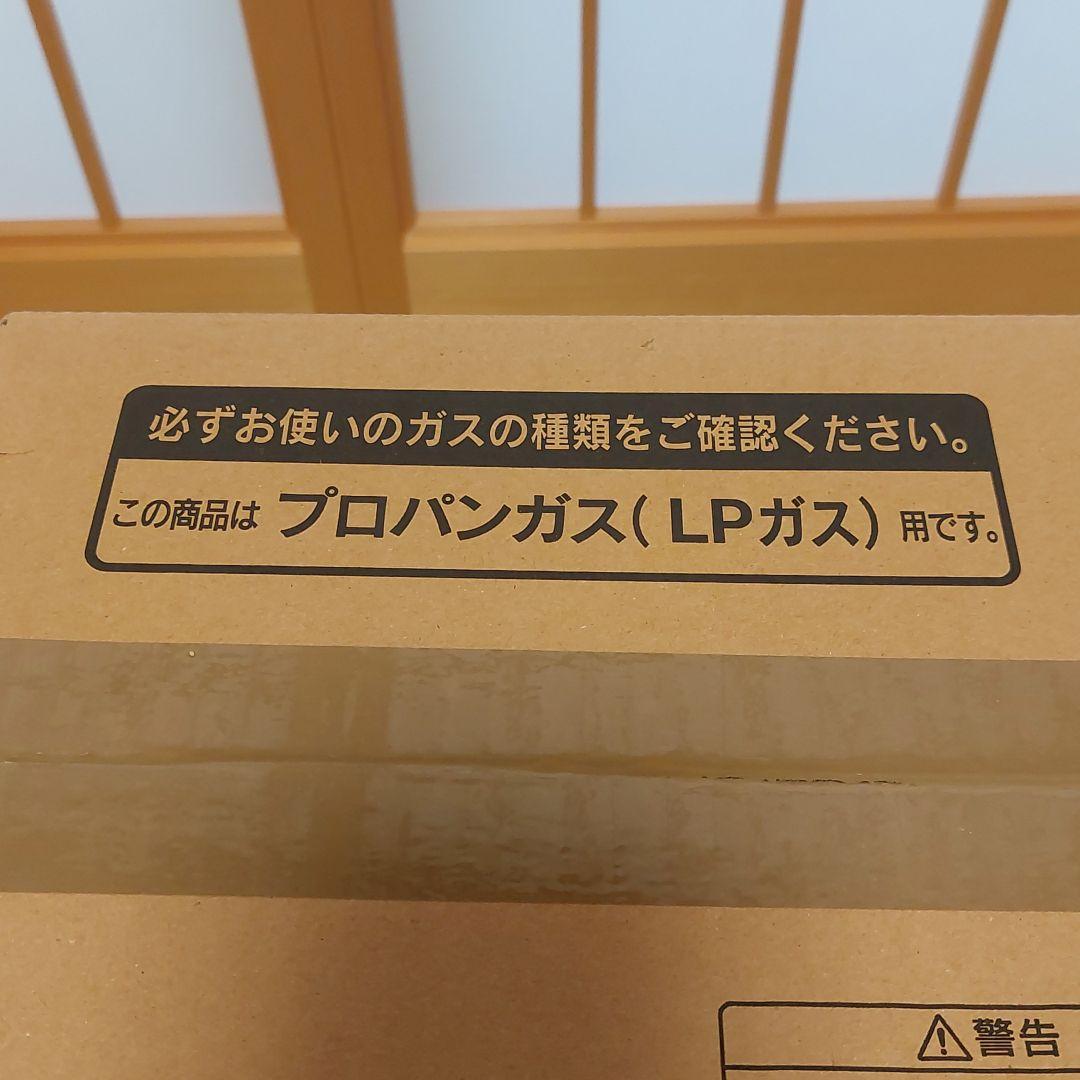 必ずお使いのガスの種類をご確認ください。
この商品は プロパンガス(LPガス)用です。
警告